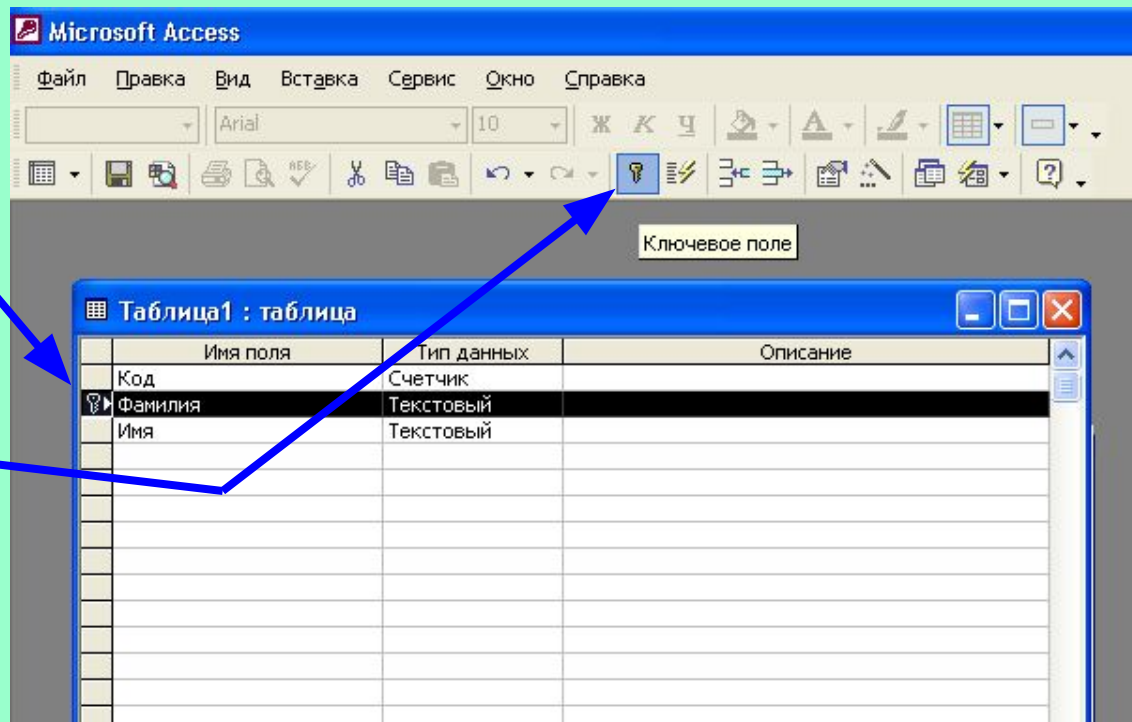 Microsoft Access
Файл Правка Вид Вставка Сервис Окно Справка
Arial 10 Ж К Ч
Ключевое поле
Таблица1 : таблица
Имя поля Тип данных Описание
Код Счетчик
Фамилия Текстовый
Имя Текстовый